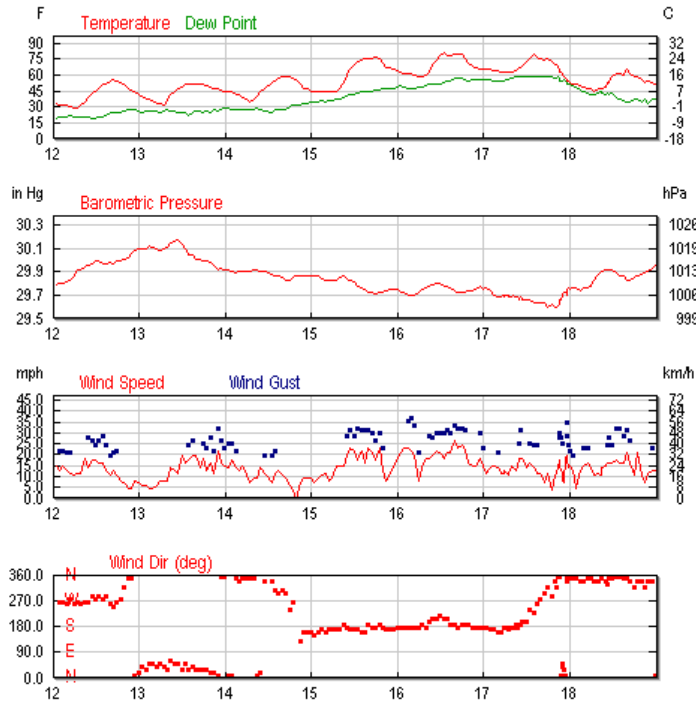 F Temperature Dew Point C
90 32
75 24
60 16
45 7
30 -1
15 -9
0 -18
12 13 14 15 16 17 18
in Hg Barometric Pressure hPa
30.3 1026
30.1 1019
29.9 1013
29.7 1006
29.5 999
12 13 14 15 16 17 18
mph Wind Speed Wind Gust km/h
45.0 72
40.0 64
35.0 56
30.0 48
25.0 40
20.0 32
15.0 24
10.0 16
5.0 8
0.0 0
12 13 14 15 16 17 18
Wind Dir (deg)
360.0 N
270.0 W
180.0 S
90.0 E
0.0 N
12 13 14 15 16 17 18